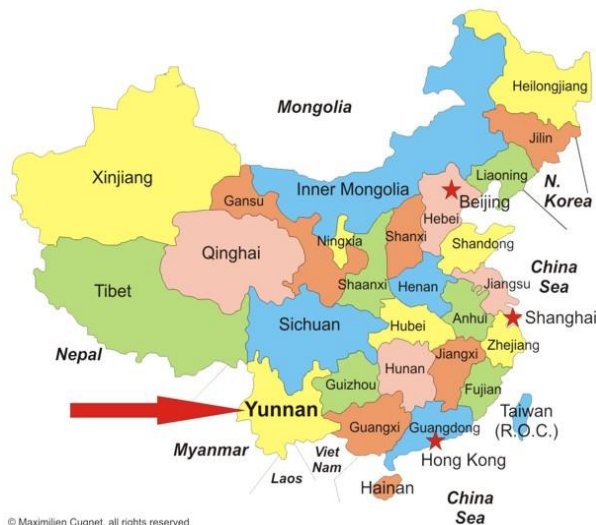 Heilongjiang
Mongolia
Jilin
Xinjiang
Inner Mongolia
Liaoning
N.
Korea
Gansu
Beijing
Hebei
Ningxia
Shanxi
Shandong
Qinghai
China
Sea
Tibet
Shaanxi
Henan
Jiangsu
Anhui
Shanghai
Sichuan
Hubei
Zhejiang
Nepal
Hunan
Jiangxi
Guizhou
Fujian
Yunnan
Taiwan
(R.O.C.)
Guangxi
Guangdong
Myanmar
Viet
Nam
Laos
Hong Kong
Hainan
China
Sea
© Maximilien Cugnet, all rights reserved